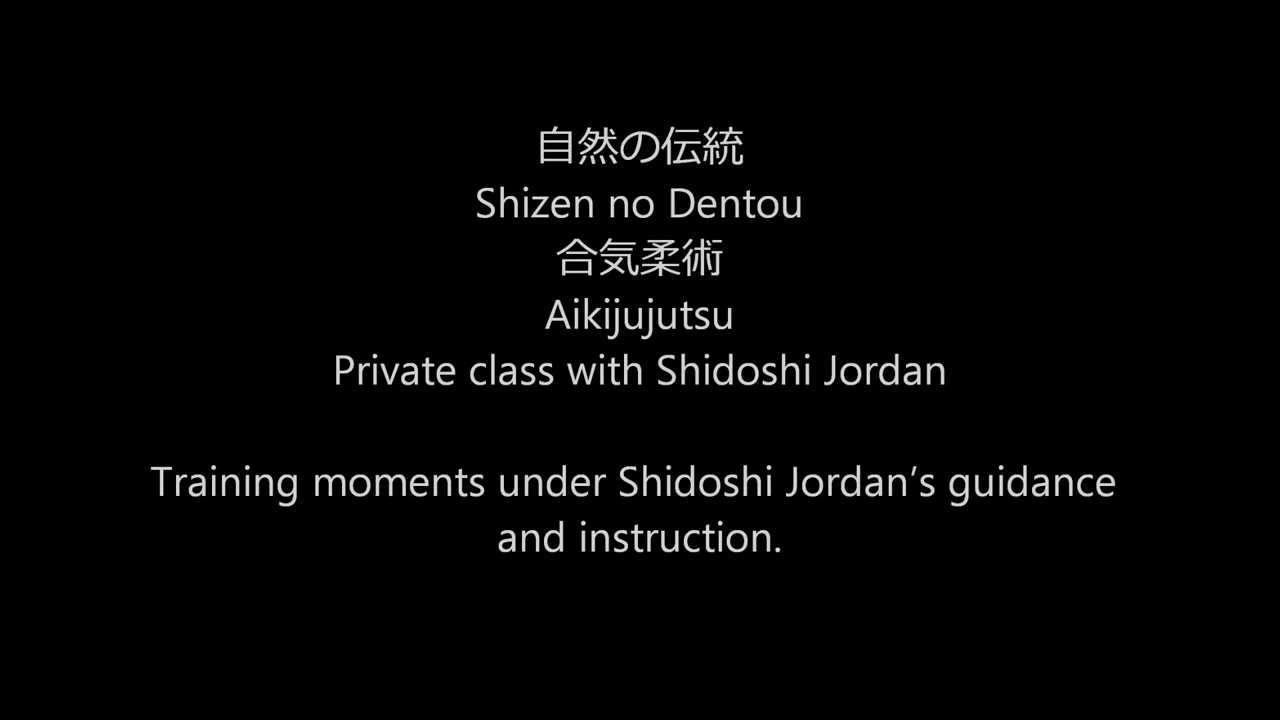 自然の伝統
Shizen no Dentou
合気柔術
Aikijujutsu
Private class with Shidoshi Jordan
Training moments under Shidoshi Jordan’s guidance
and instruction.